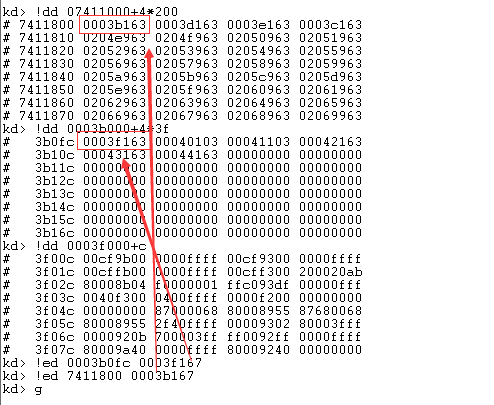 kd> !dd 07411000+4*200
# 7411800 0003b163 0003d163 0003e163 0003c163
# 7411810 0204e963 0204f963 02050963 02051963
# 7411820 02052963 02053963 02054963 02055963
# 7411830 02056963 02057963 02058963 02059963
# 7411840 0205a963 0205b963 0205c963 0205d963
# 7411850 0205e963 0205f963 02060963 02061963
# 7411860 02062963 02063963 02064963 02065963
# 7411870 02066963 02067963 02068963 02069963
kd> !dd 0003b000+4*3f
# 3b0fc 0003f163 00040103 00041103 00042163
# 3b10c 00043163 00044163 00000000 00000000
# 3b11c 00000000 00000000 00000000 00000000
# 3b12c 00000000 00000000 00000000 00000000
# 3b13c 00000000 00000000 00000000 00000000
# 3b14c 00000000 00000000 00000000 00000000
# 3b15c 00000000 00000000 00000000 00000000
# 3b16c 00000000 00000000 00000000 00000000
kd> !dd 0003f000+c
# 3f00c 00cf9b00 0000ffff 00cf9300 0000ffff
# 3f01c 00cffb00 0000ffff 00cff300 200020ab
# 3f02c 80008b04 f0000001 ffc093df 0000ffff
# 3f03c 0040f300 0400ffff 0000f200 00000000
# 3f04c 00000000 87000068 80008955 87680068
# 3f05c 80008955 2f40ffff 00009302 80003fff
# 3f06c 0000920b 700003ff ff0092ff 0000ffff
# 3f07c 80009a40 0000ffff 80009240 00000000
kd> !ed 0003b0fc 0003f167
kd> !ed 7411800 0003b167
kd> g